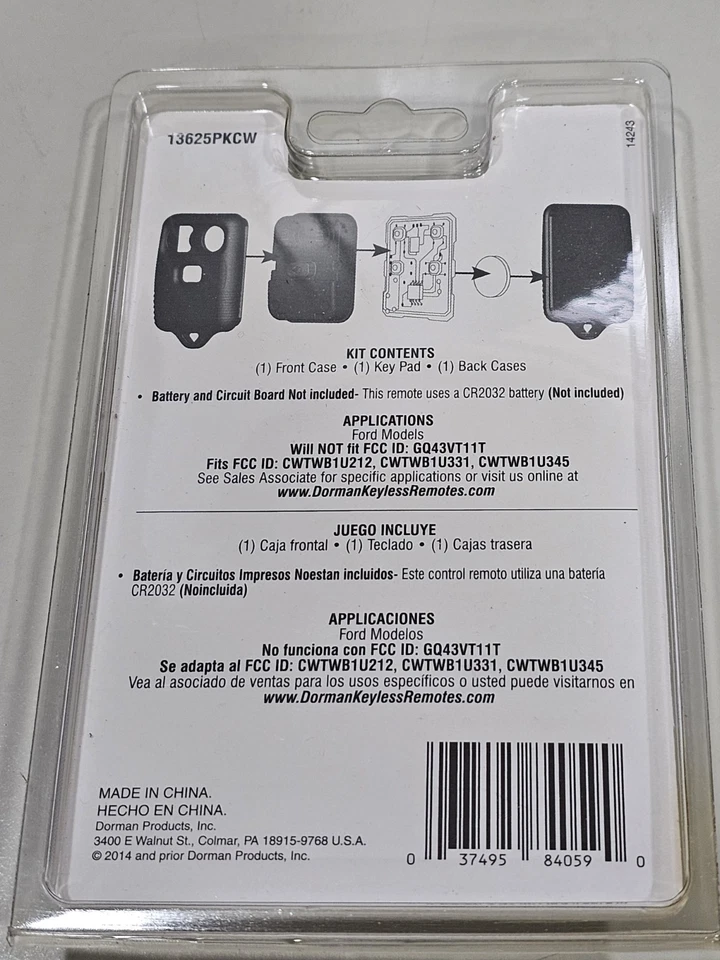 13625PKCW
14243
KIT CONTENTS
(1) Front Case • (1) Key Pad • (1) Back Cases
• Battery and Circuit Board Not included- This remote uses a CR2032 battery (Not included)
APPLICATIONS
Ford Models
Will NOT fit FCC ID: GQ43VT11T
Fits FCC ID: CWTWB1U212, CWTWB1U331, CWTWB1U345
See Sales Associate for specific applications or visit us online at
www.DormanKeylessRemotes.com
JUEGO INCLUYE
(1) Caja frontal • (1) Teclado • (1) Cajas trasera
• Batería y Circuitos Impresos Noestan incluidos- Este control remoto utiliza una batería
CR2032 (Noincluida)
APPLICACIONES
Ford Modelos
No funciona con FCC ID: GQ43VT11T
Se adapta al FCC ID: CWTWB1U212, CWTWB1U331, CWTWB1U345
Vea al asociado de ventas para los usos específicos o usted puede visitarnos en
www.DormanKeylessRemotes.com
MADE IN CHINA.
HECHO EN CHINA.
Dorman Products, Inc.
3400 E Walnut St., Colmar, PA 18915-9768 U.S.A.
© 2014 and prior Dorman Products, Inc.
0 37495 84059 0